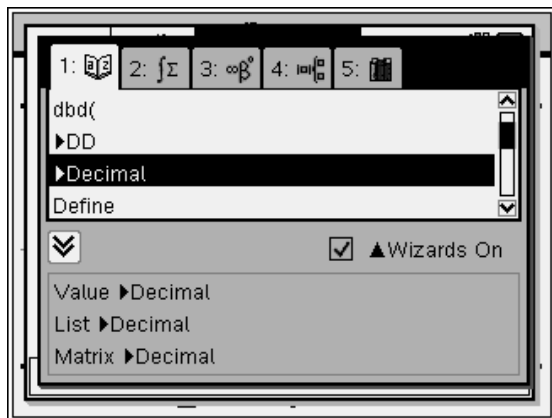 1: 2: ∫Σ 3: ∞β° 4: 5:
dbd(
▶DD
▶Decimal
Define
▲Wizards On
Value ▶Decimal
List ▶Decimal
Matrix ▶Decimal